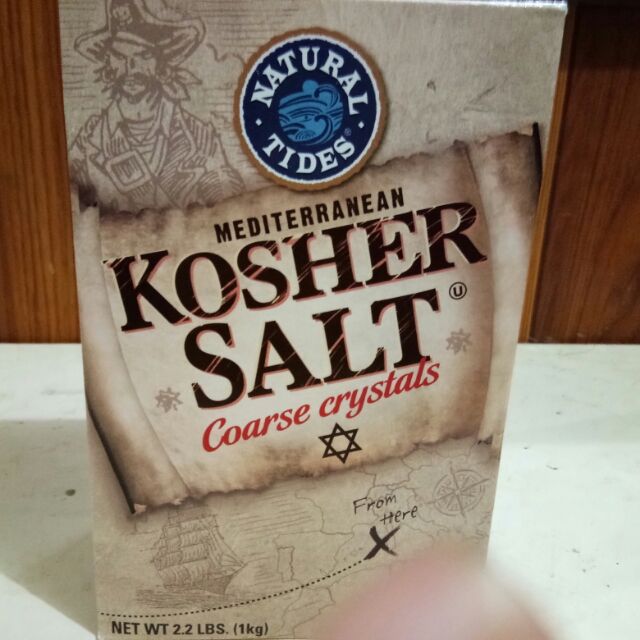 NATURAL
TIDES®
MEDITERRANEAN
KOSHER
SALT
U
Coarse crystals
From
Here
X
NET WT 2.2 LBS. (1kg)